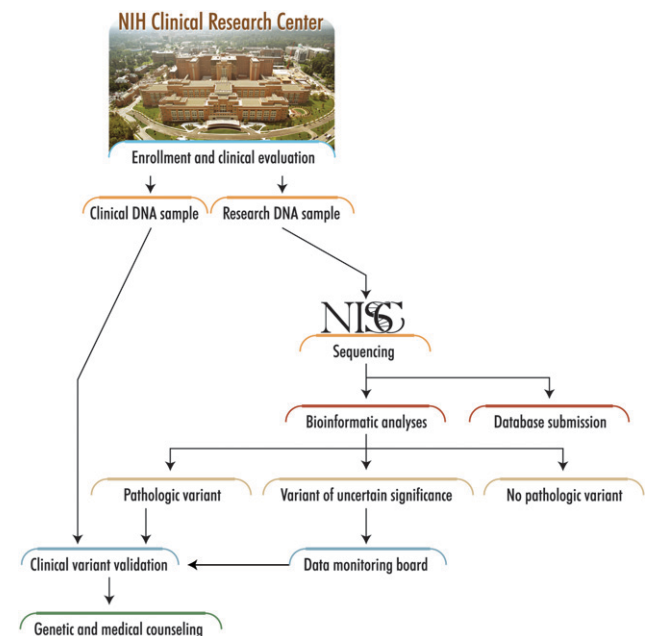 NIH Clinical Research Center
Enrollment and clinical evaluation
Clinical DNA sample
Research DNA sample
NISC
Sequencing
Bioinformatic analyses
Database submission
Pathologic variant
Variant of uncertain significance
No pathologic variant
Clinical variant validation
Data monitoring board
Genetic and medical counseling